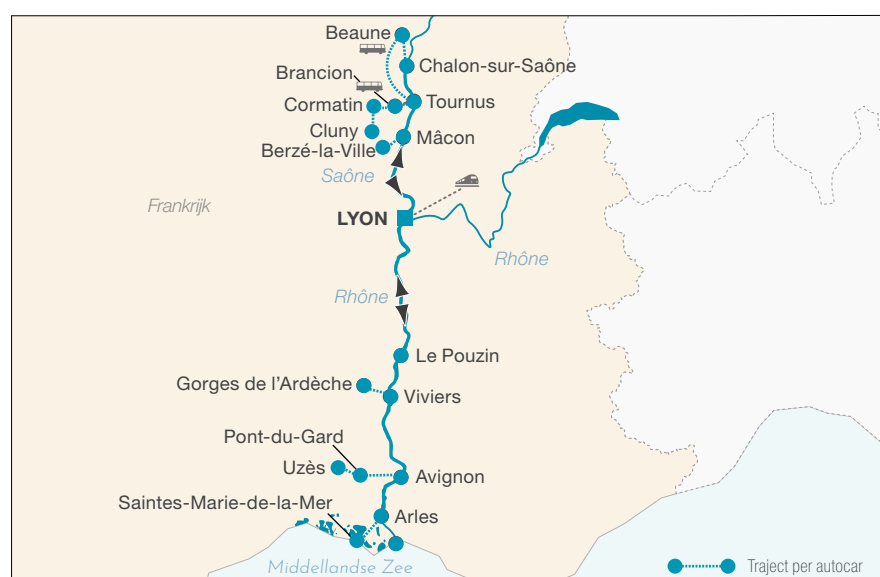 Beaune
Chalon-sur-Saône
Brancion
Cormatin
Tournus
Cluny
Mâcon
Berzé-la-Ville
Saône
Frankrijk
LYON
Rhône
Rhône
Le Pouzin
Gorges de l'Ardèche
Viviers
Pont-du-Gard
Uzès
Avignon
Saintes-Marie-de-la-Mer
Arles
Middellandse Zee
Traject per autocar